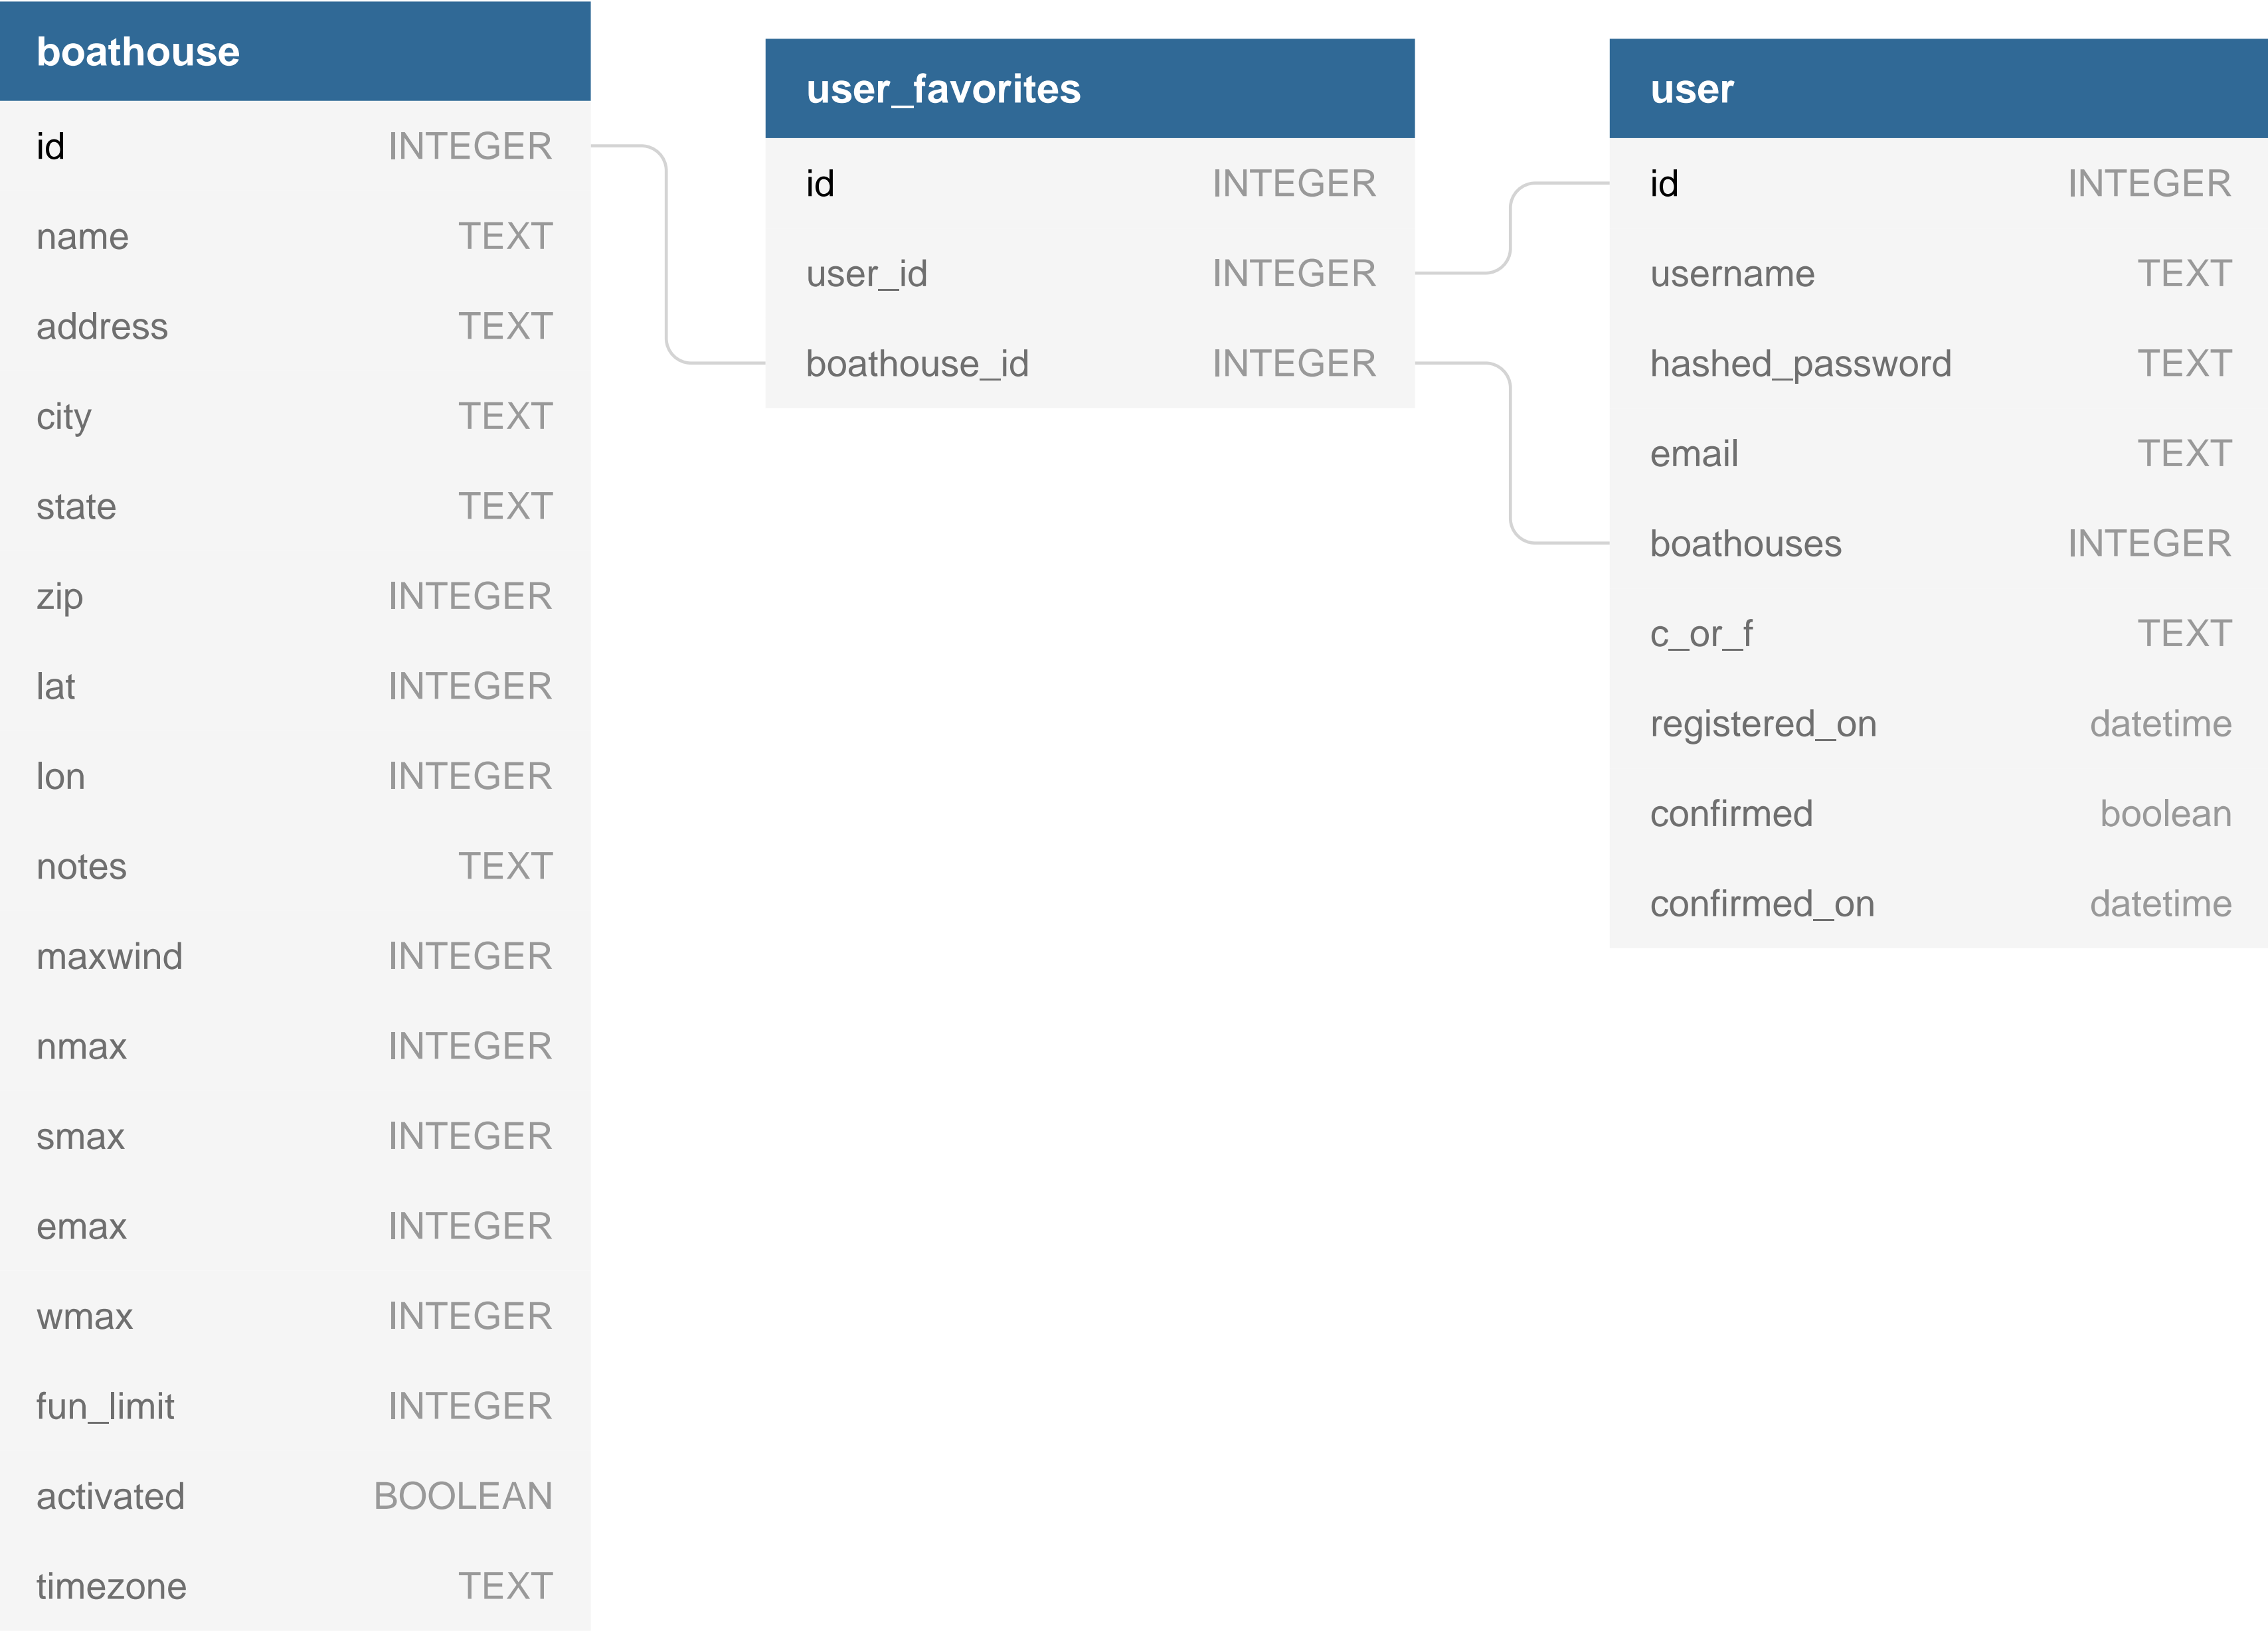 boathouse
id INTEGER
name TEXT
address TEXT
city TEXT
state TEXT
zip INTEGER
lat INTEGER
lon INTEGER
notes TEXT
maxwind INTEGER
nmax INTEGER
smax INTEGER
emax INTEGER
wmax INTEGER
fun_limit INTEGER
activated BOOLEAN
timezone TEXT
user_favorites
id INTEGER
user_id INTEGER
boathouse_id INTEGER
user
id INTEGER
username TEXT
hashed_password TEXT
email TEXT
boathouses INTEGER
c_or_f TEXT
registered_on datetime
confirmed boolean
confirmed_on datetime